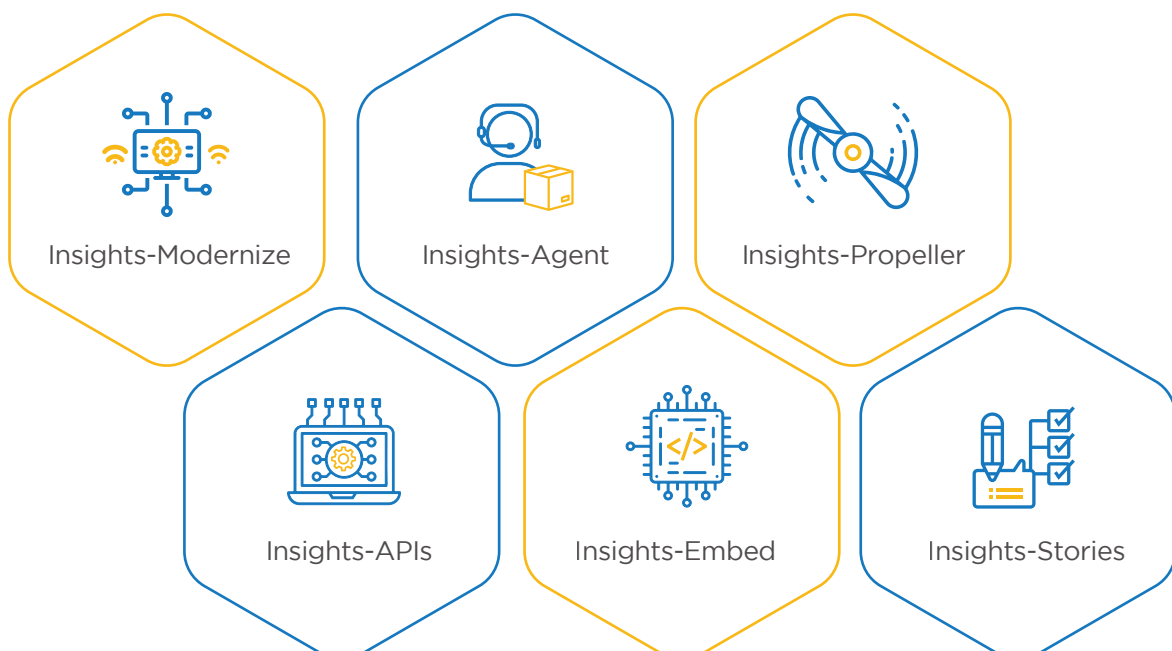 Insights-Modernize
Insights-Agent
Insights-Propeller
Insights-APIs
</>
Insights-Embed
Insights-Stories